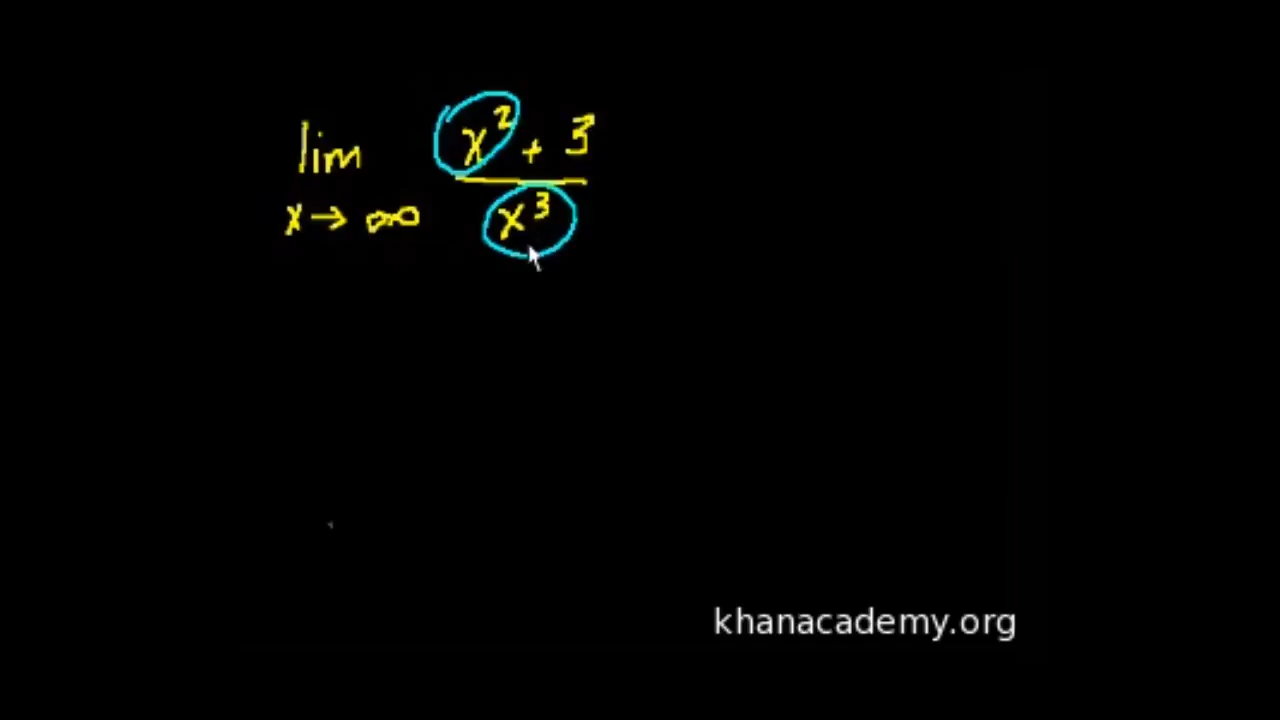 lim x² + 3
x → ∞ x³
khanacademy.org